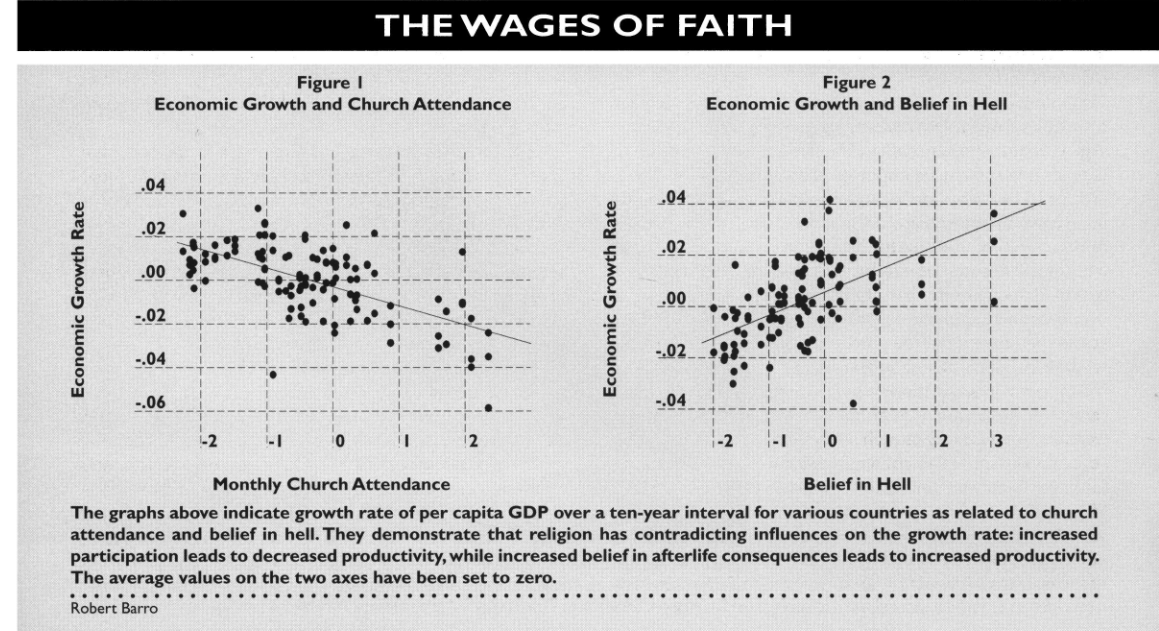 THE WAGES OF FAITH
Figure 1
Economic Growth and Church Attendance
Economic Growth Rate
.04
.02
.00
-.02
-.04
-.06
-2
-1
0
1
2
Monthly Church Attendance
Figure 2
Economic Growth and Belief in Hell
Economic Growth Rate
.04
.02
.00
-.02
-.04
-2
-1
0
1
2
3
Belief in Hell
The graphs above indicate growth rate of per capita GDP over a ten-year interval for various countries as related to church
attendance and belief in hell. They demonstrate that religion has contradicting influences on the growth rate: increased
participation leads to decreased productivity, while increased belief in afterlife consequences leads to increased productivity.
The average values on the two axes have been set to zero.
Robert Barro